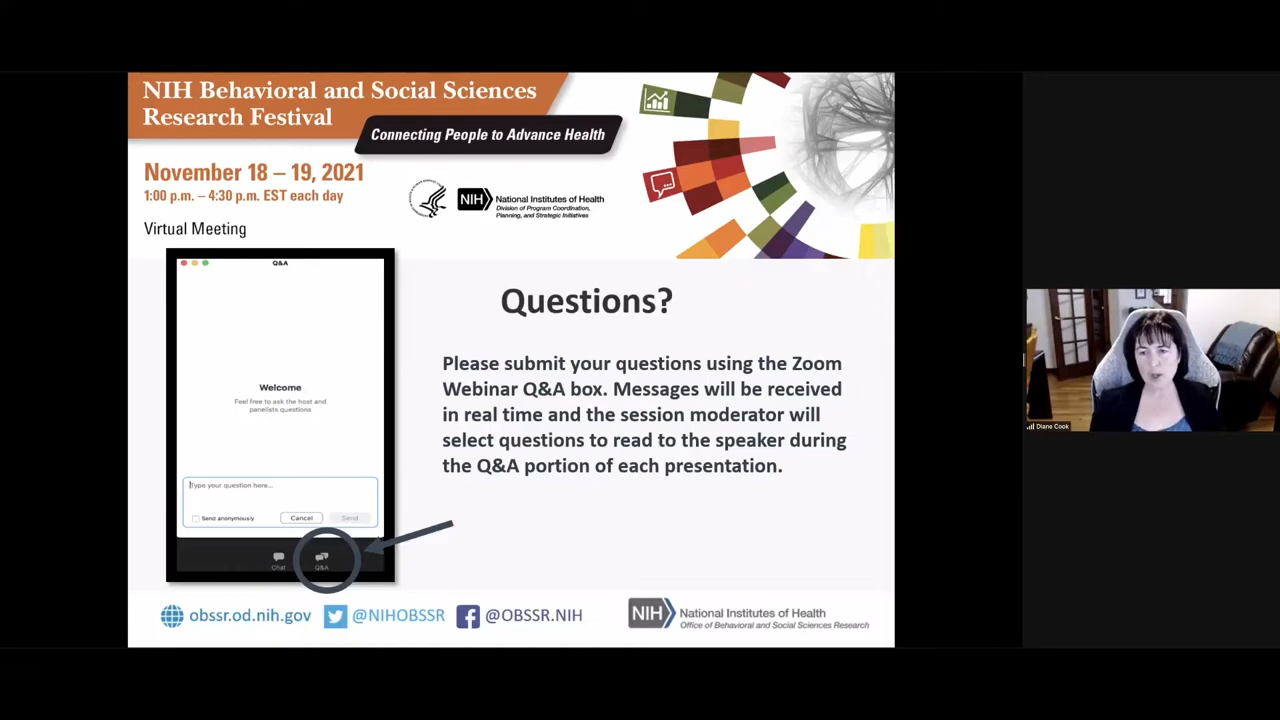 NIH Behavioral and Social Sciences
Research Festival
Connecting People to Advance Health
November 18 – 19, 2021
1:00 p.m. – 4:30 p.m. EST each day
Virtual Meeting
NIH
National Institutes of Health
Division of Program Coordination,
Planning, and Strategic Initiatives
Q&A
Welcome
Feel free to ask the host and
panelists questions
Type your question here...
Send anonymously
Cancel
Send
Chat
Q&A
Questions?
Please submit your questions using the Zoom
Webinar Q&A box. Messages will be received
in real time and the session moderator will
select questions to read to the speaker during
the Q&A portion of each presentation.
obssr.od.nih.gov
@NIHOBSSR
@OBSSR.NIH
NIH
National Institutes of Health
Office of Behavioral and Social Sciences Research
Diane Cook